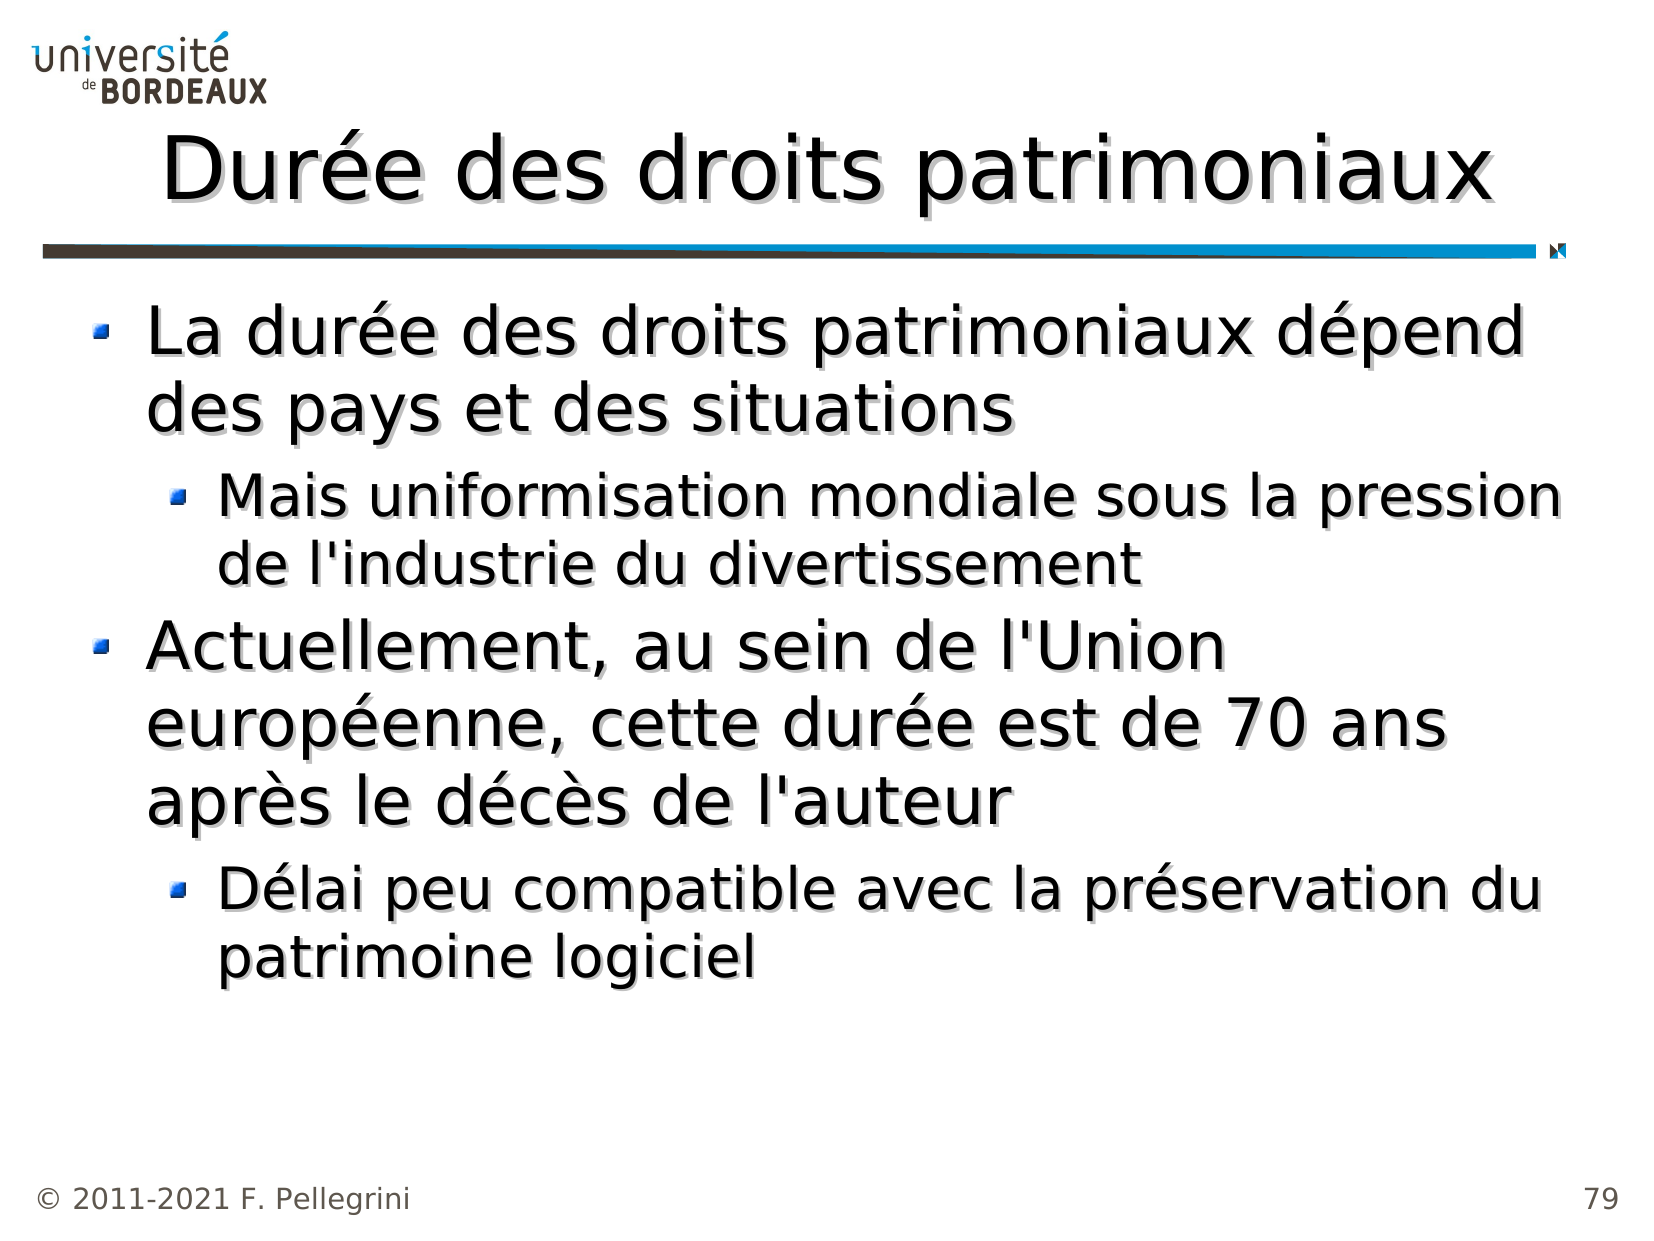 université
de BORDEAUX
Durée des droits patrimoniaux
La durée des droits patrimoniaux dépend
des pays et des situations
Mais uniformisation mondiale sous la pression
de l'industrie du divertissement
Actuellement, au sein de l'Union
européenne, cette durée est de 70 ans
après le décès de l'auteur
Délai peu compatible avec la préservation du
patrimoine logiciel
© 2011-2021 F. Pellegrini
79